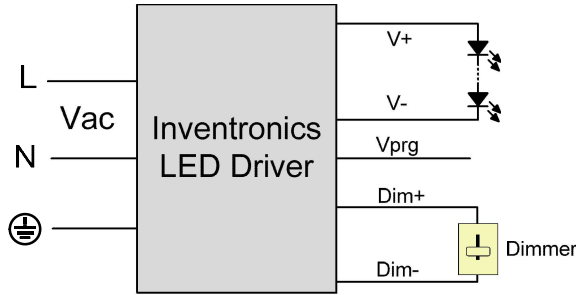 L
Vac
N
Inventronics
LED Driver
V+
V-
Vprg
Dim+
Dimmer
Dim-